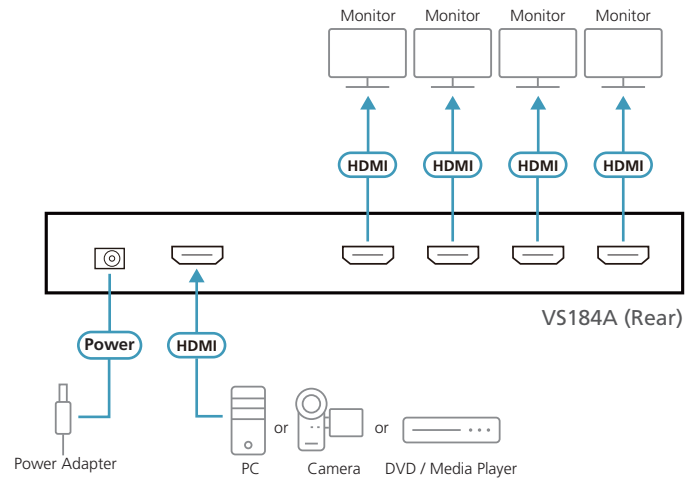 Monitor Monitor Monitor Monitor
HDMI HDMI HDMI HDMI
VS184A (Rear)
Power HDMI
or or
Power Adapter PC Camera DVD / Media Player